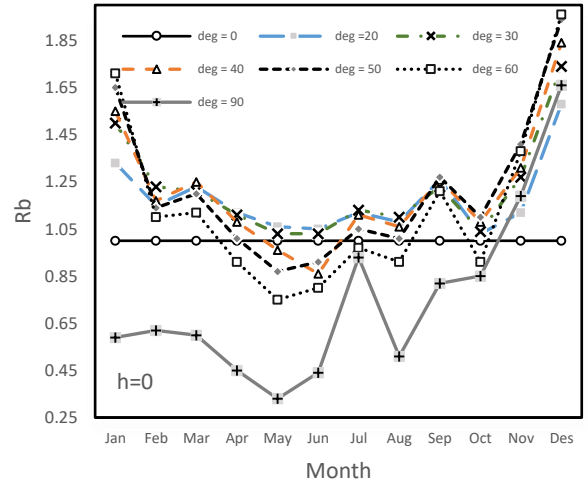 1.85
1.65
1.45
1.25
1.05
0.85
0.65
0.45
0.25
Rb
deg = 0 deg =20 deg = 30
deg = 40 deg = 50 deg = 60
deg = 90
h=0
Jan Feb Mar Apr May Jun Jul Aug Sep Oct Nov Des
Month